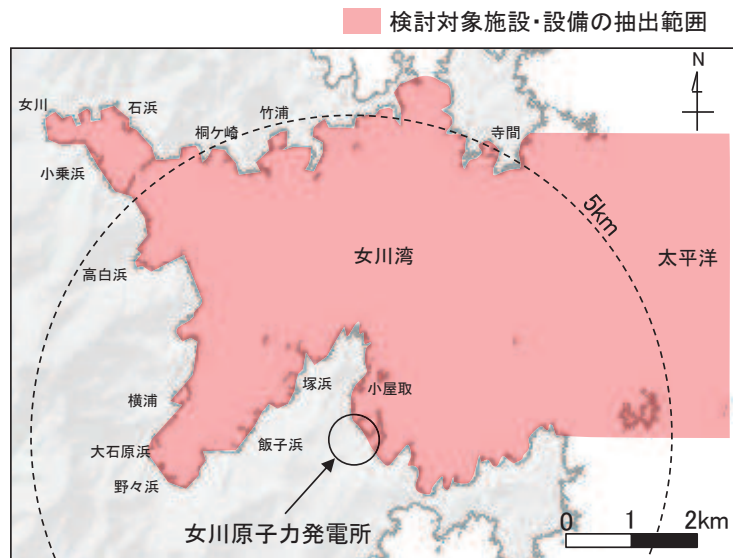 検討対象施設・設備の抽出範囲
N
女川
石浜
竹浦
桐ケ崎
寺間
小乗浜
5km
女川湾
太平洋
高白浜
塚浜
小屋取
横浦
大石原浜
飯子浜
野々浜
女川原子力発電所
0 1 2km